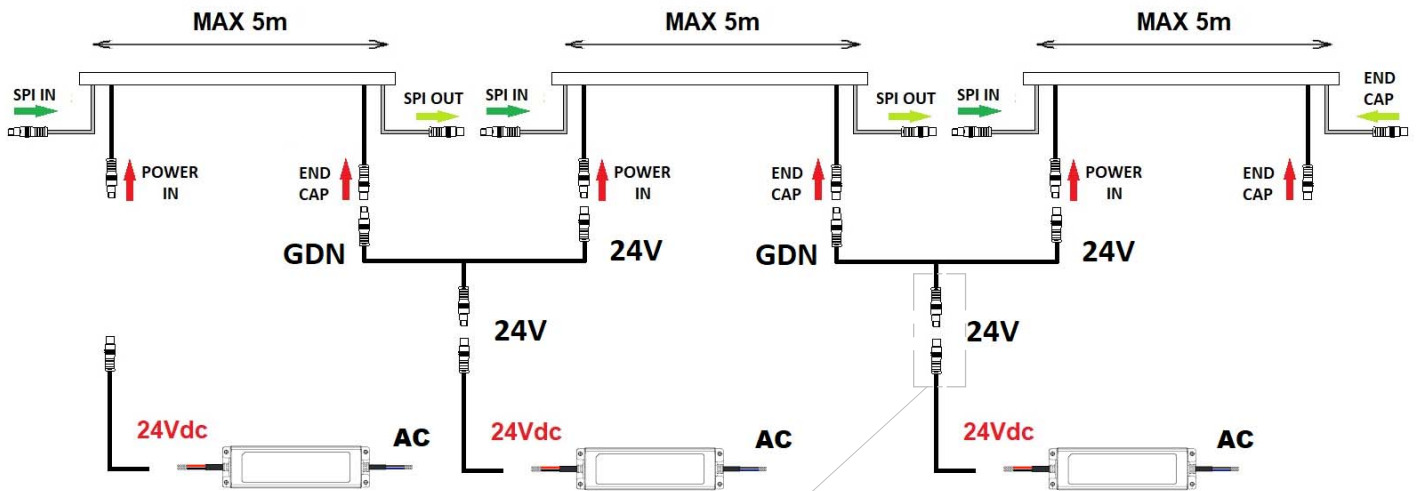 MAX 5m
MAX 5m
MAX 5m
SPI IN
SPI OUT
SPI IN
SPI OUT
SPI IN
END
CAP
POWER
IN
END
CAP
POWER
IN
END
CAP
POWER
IN
END
CAP
GDN
24V
GDN
24V
24V
24V
24Vdc
AC
24Vdc
AC
24Vdc
AC